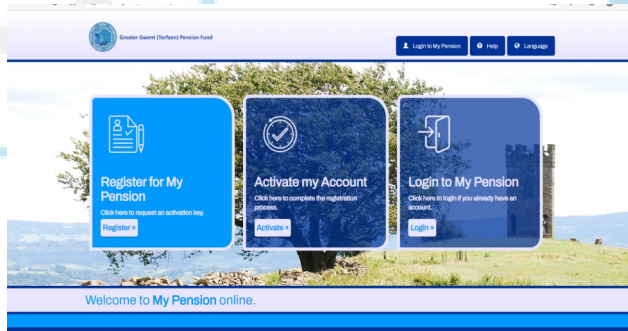 Greater Gwent (Torfaen) Pension Fund
Login to My Pension
Help
Language
Register for My
Pension
Click here to request an activation key.
Register »
Activate my Account
Click here to complete the registration
process.
Activate »
Login to My Pension
Click here to login if you already have an
account.
Login »
Welcome to My Pension online.